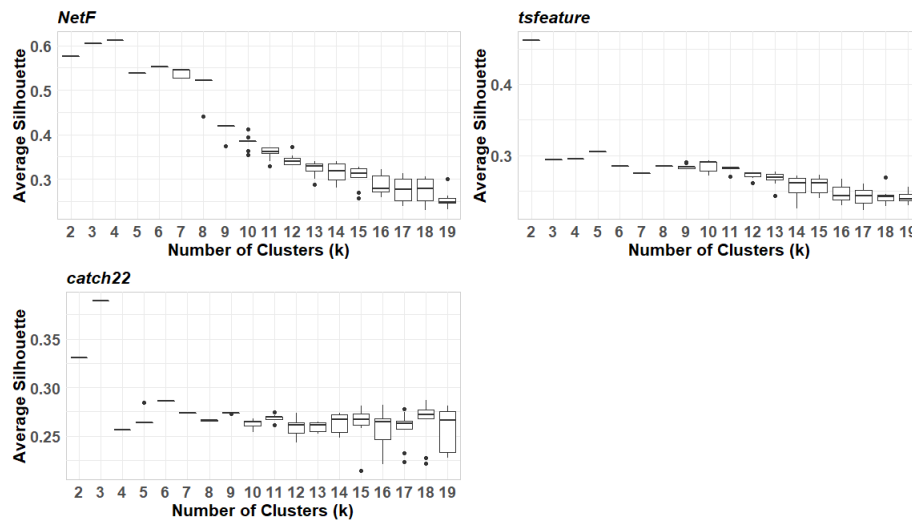 NetF
Average Silhouette
0.6
0.5
0.4
0.3
2 3 4 5 6 7 8 9 10 11 12 13 14 15 16 17 18 19
Number of Clusters (k)
tsfeature
Average Silhouette
0.4
0.3
2 3 4 5 6 7 8 9 10 11 12 13 14 15 16 17 18 19
Number of Clusters (k)
catch22
Average Silhouette
0.35
0.30
0.25
2 3 4 5 6 7 8 9 10 11 12 13 14 15 16 17 18 19
Number of Clusters (k)